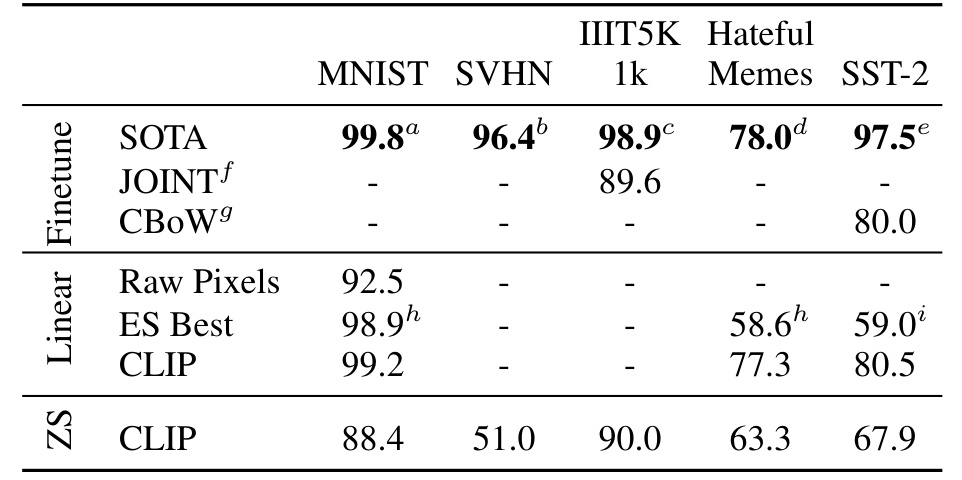 IIIT5K Hateful
MNIST SVHN 1k Memes SST-2
Finetune
SOTA 99.8^a 96.4^b 98.9^c 78.0^d 97.5^e
JOINT^f - - 89.6 - -
CBoW^g - - - - 80.0
Linear
Raw Pixels 92.5 - - - -
ES Best 98.9^h - - 58.6^h 59.0^i
CLIP 99.2 - - 77.3 80.5
ZS
CLIP 88.4 51.0 90.0 63.3 67.9